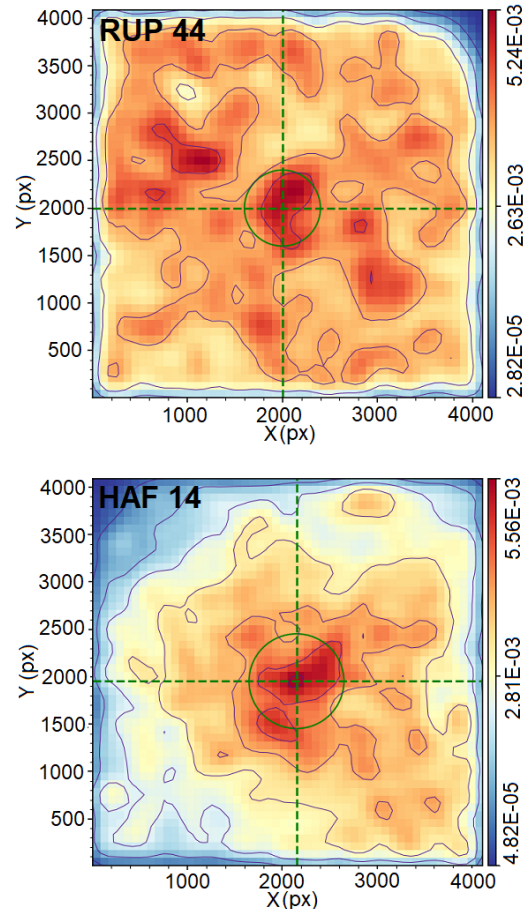 RUP 44
4000
3500
3000
2500
2000
1500
1000
500
Y (px)
1000 2000 3000 4000
X (px)
5.24E-03
2.63E-03
2.82E-05
HAF 14
4000
3500
3000
2500
2000
1500
1000
500
Y (px)
1000 2000 3000 4000
X (px)
5.56E-03
2.81E-03
4.82E-05